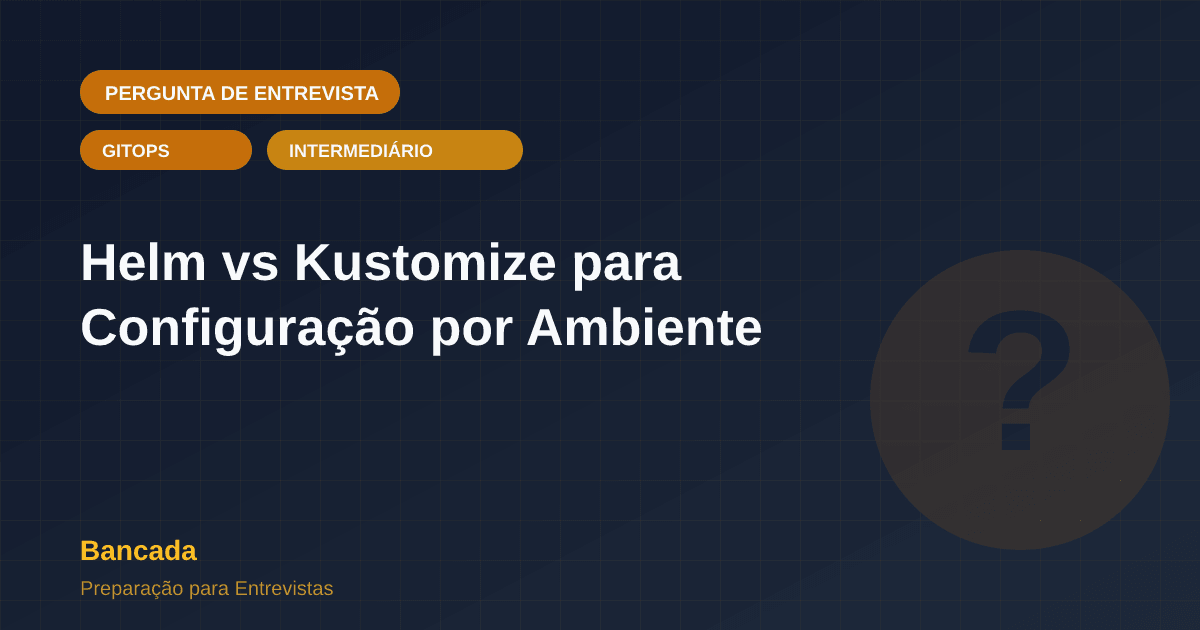 PERGUNTA DE ENTREVISTA
GITOPS
INTERMEDIÁRIO
Helm vs Kustomize para
Configuração por Ambiente
?
Bancada
Preparação para Entrevistas